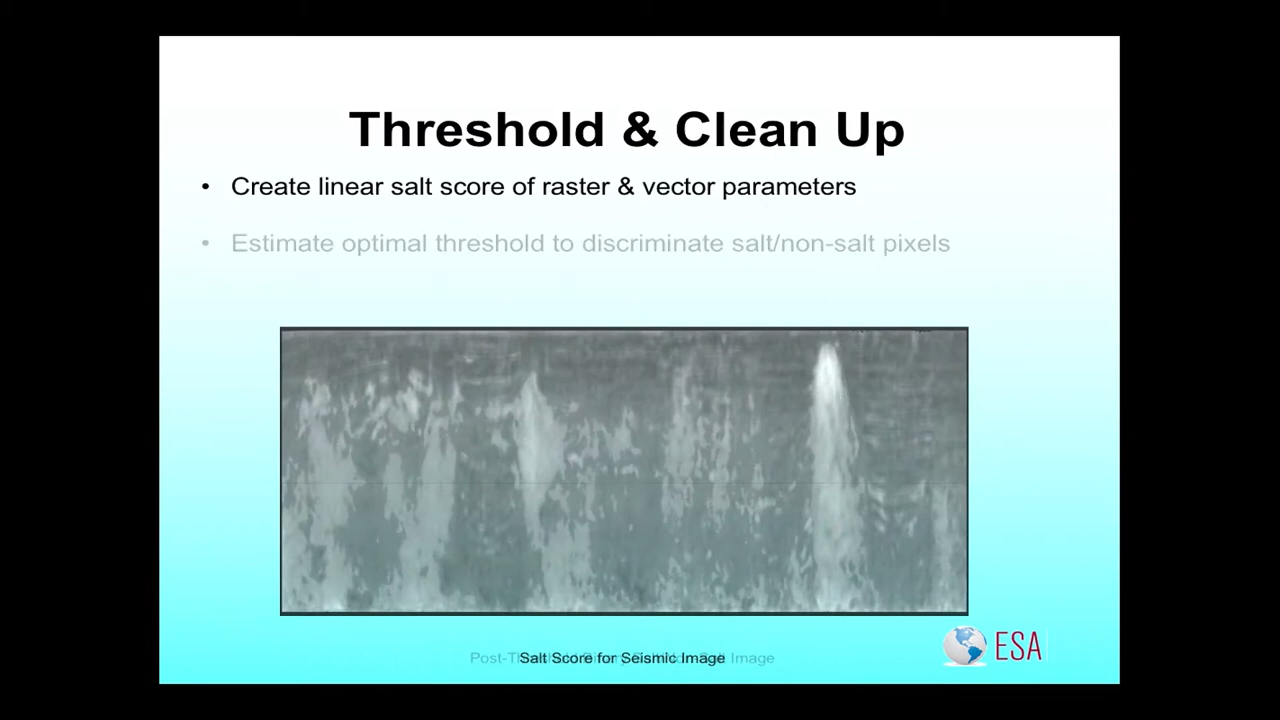 Threshold & Clean Up
• Create linear salt score of raster & vector parameters
• Estimate optimal threshold to discriminate salt/non-salt pixels
Salt Score for Seismic Image
ESA